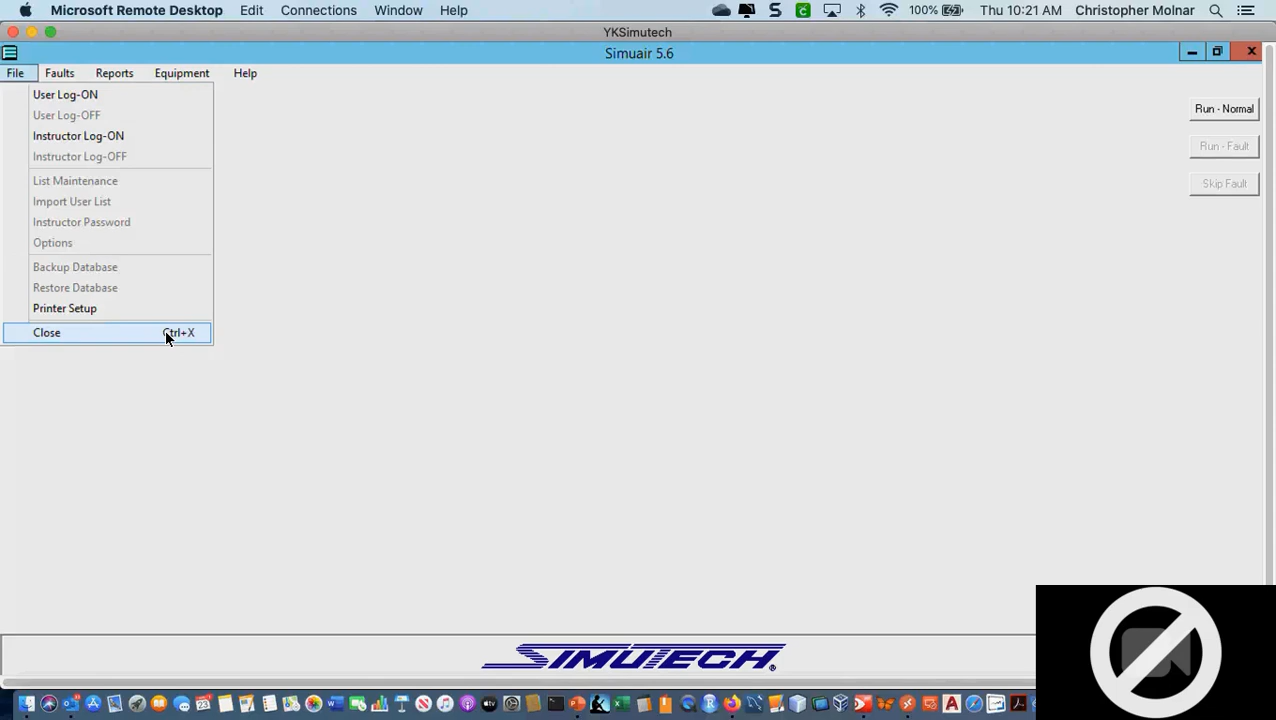 Microsoft Remote Desktop Edit Connections Window Help 100% Thu 10:21 AM Christopher Molnar
YKSimutech
Simuair 5.6
File Faults Reports Equipment Help
User Log-ON
User Log-OFF
Instructor Log-ON
Instructor Log-OFF
List Maintenance
Import User List
Instructor Password
Options
Backup Database
Restore Database
Printer Setup
Close Ctrl+X
Run - Normal
Run - Fault
Skip Fault
SIMUTECH®